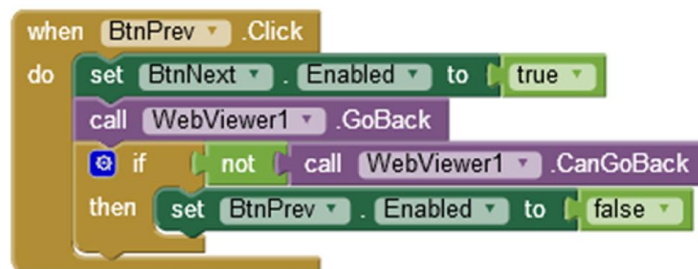 when BtnPrev .Click
do set BtnNext . Enabled to true
call WebViewer1 .GoBack
if not call WebViewer1 .CanGoBack
then set BtnPrev . Enabled to false